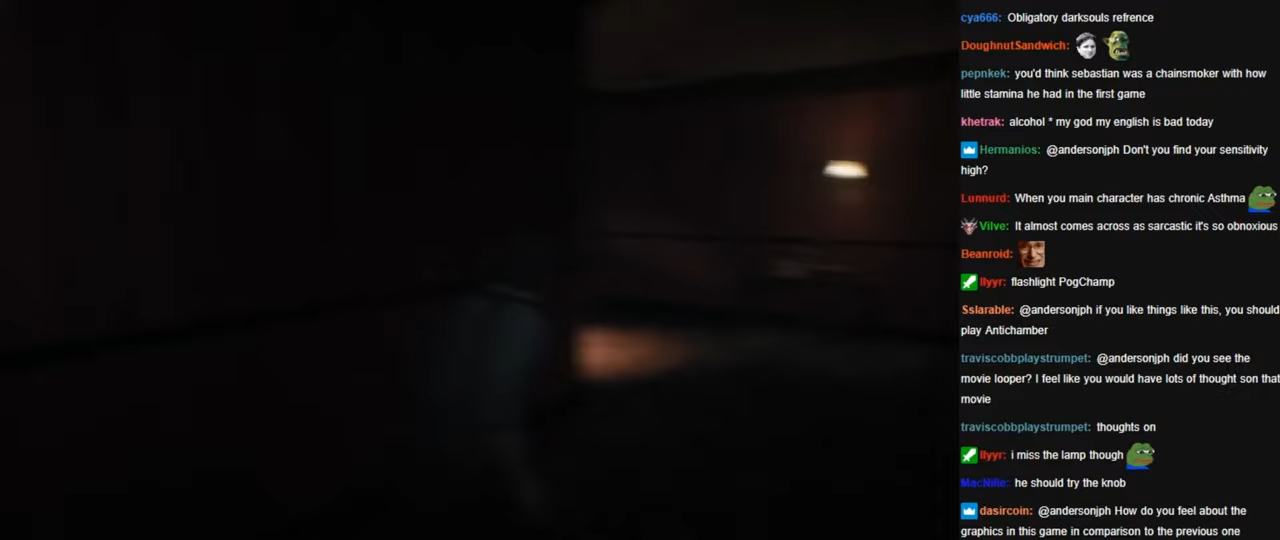 cya666: Obligatory darksouls refrence
DoughnutSandwich:
pepnkek: you'd think sebastian was a chainsmoker with how
little stamina he had in the first game
khetrak: alcohol * my god my english is bad today
Hermanios: @andersonjph Don't you find your sensitivity
high?
Lunnurd: When you main character has chronic Asthma
Vilve: It almost comes across as sarcastic it's so obnoxious
Beanroid:
llyyr: flashlight PogChamp
Sslarable: @andersonjph if you like things like this, you should
play Antichamber
traviscobbplaystrumpet: @andersonjph did you see the
movie looper? I feel like you would have lots of thought son that
movie
traviscobbplaystrumpet: thoughts on
llyyr: i miss the lamp though
MacNille: he should try the knob
dasircoin: @andersonjph How do you feel about the
graphics in this game in comparison to the previous one